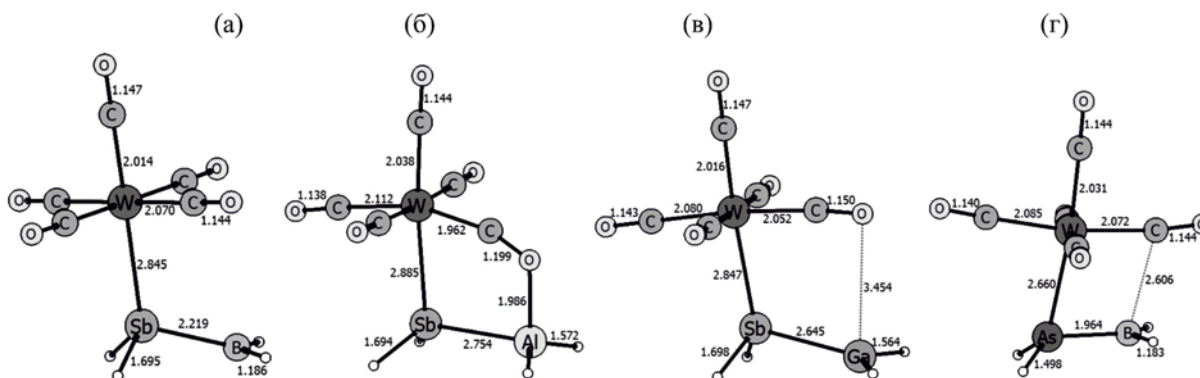 (а)
O
1.147
C
2.014
C O
O C W C O
O C
2.070
1.144
2.845
Sb
2.219
B
1.695
1.186
(б)
O
1.144
C
2.038
C O
1.138
O C
2.112
W
O C
1.962
C
1.199
O
2.885
1.986
Sb
1.694
2.754
Al
1.572
(в)
O
1.147
C
2.016
C O
1.143
O C
2.080
W
2.052
C
1.150
O
O C
2.847
3.454
Sb
1.698
2.645
Ga
1.564
(г)
O
1.144
C
2.031
1.140
O C
2.085
W
2.072
C
1.144
O
C
O
2.660
2.606
As
1.964
B
1.498
1.183